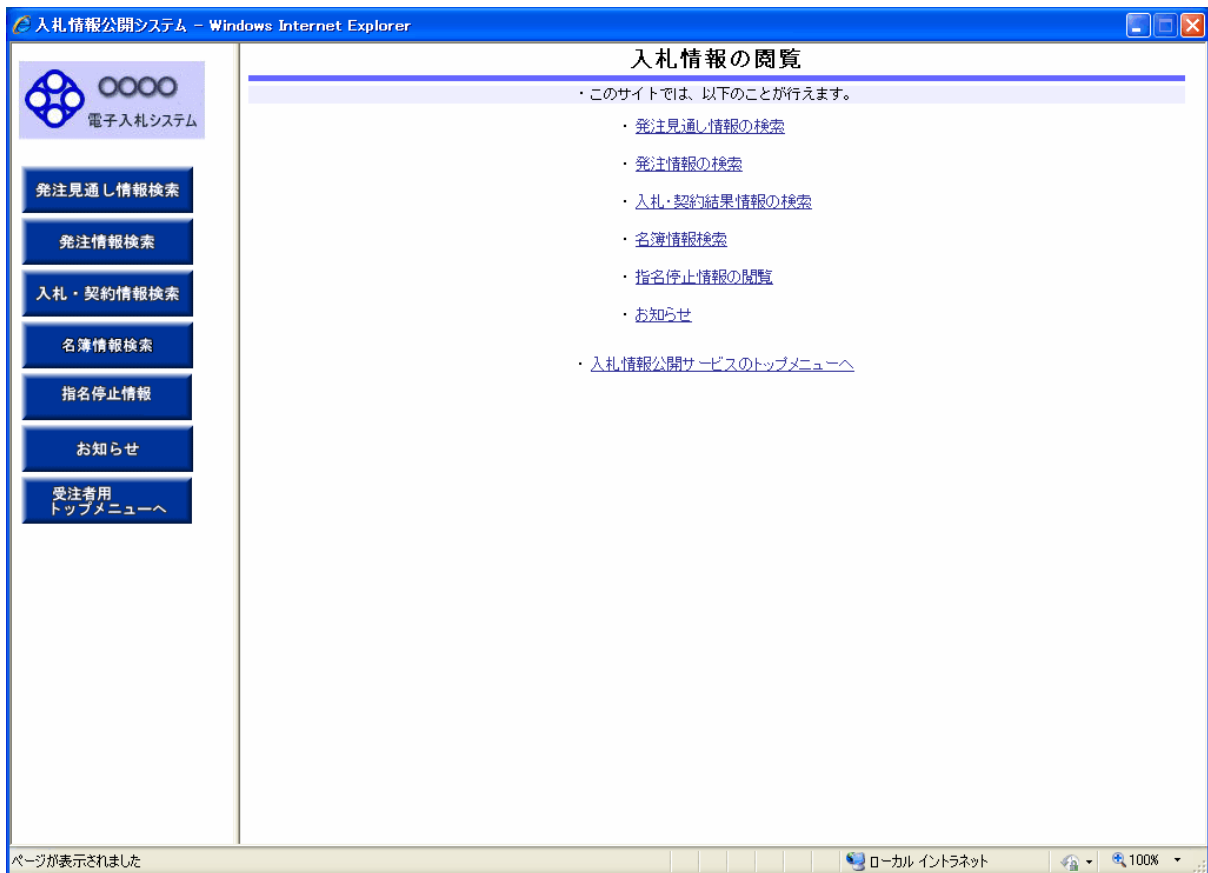 入札情報公開システム - Windows Internet Explorer
○○○○
電子入札システム
発注見通し情報検索
発注情報検索
入札・契約情報検索
名簿情報検索
指名停止情報
お知らせ
受注者用
トップメニューへ
入札情報の閲覧
・このサイトでは、以下のことが行えます。
・発注見通し情報の検索
・発注情報の検索
・入札・契約結果情報の検索
・名簿情報検索
・指名停止情報の閲覧
・お知らせ
・入札情報公開サービスのトップメニューへ
ページが表示されました
ローカル イントラネット
100%